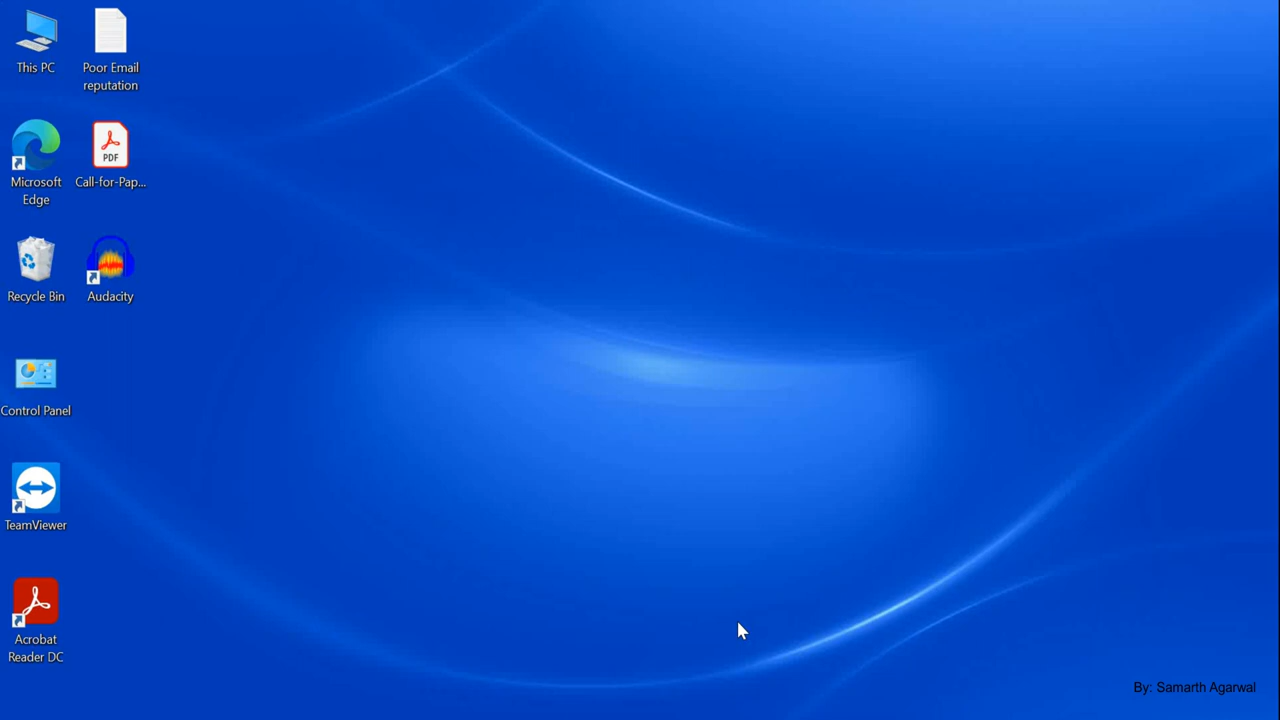 This PC
Poor Email
reputation
Microsoft
Edge
PDF
Call-for-Pap...
Recycle Bin
Audacity
Control Panel
TeamViewer
Acrobat
Reader DC
By: Samarth Agarwal